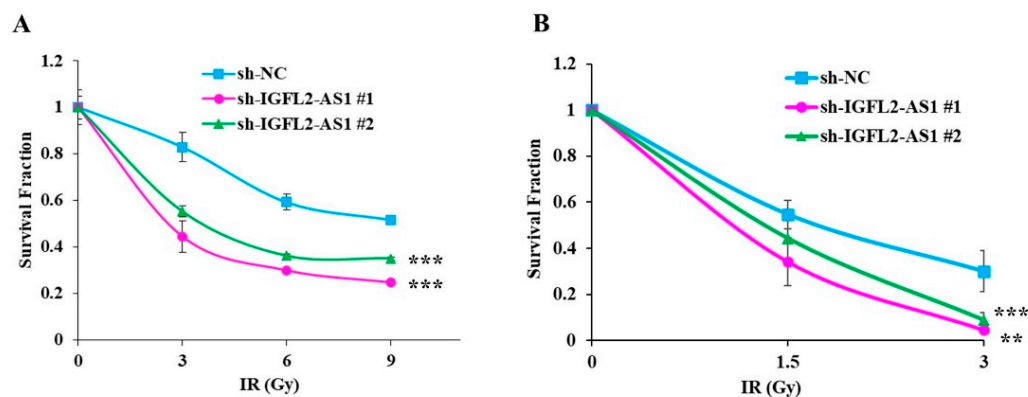 A
1.2
1
0.8
0.6
0.4
0.2
0
Survival Fraction
sh-NC
sh-IGFL2-AS1 #1
sh-IGFL2-AS1 #2
***
***
0 3 6 9
IR (Gy)
B
1.2
1
0.8
0.6
0.4
0.2
0
Survival Fraction
sh-NC
sh-IGFL2-AS1 #1
sh-IGFL2-AS1 #2
***
**
0 1.5 3
IR (Gy)